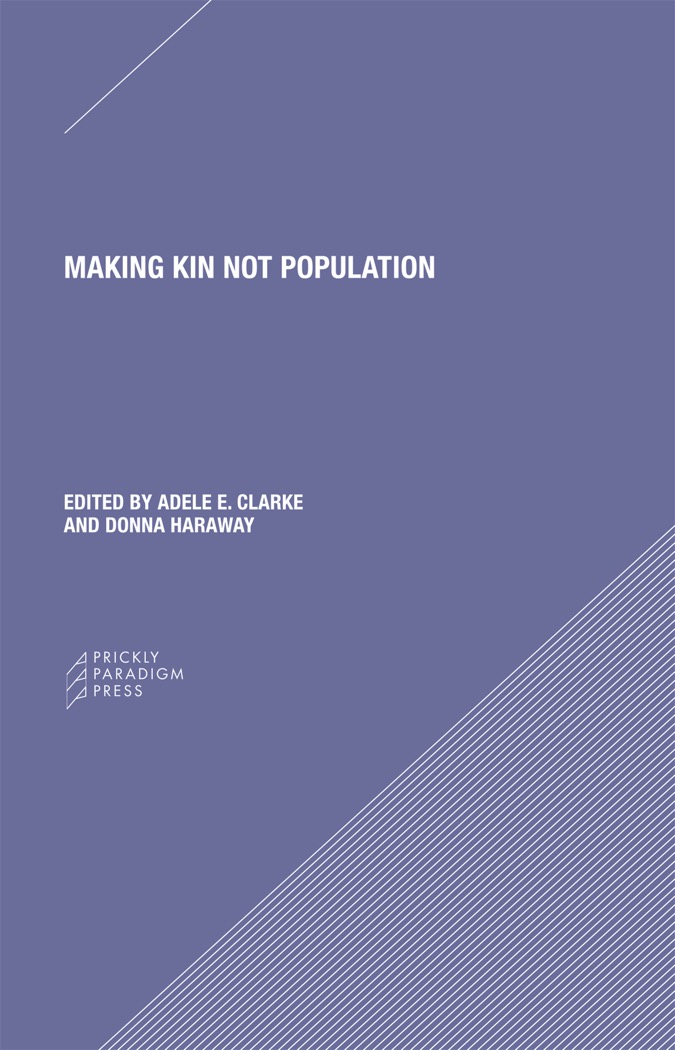 MAKING KIN NOT POPULATION
EDITED BY ADELE E. CLARKE
AND DONNA HARAWAY
PRICKLY
PARADIGM
PRESS